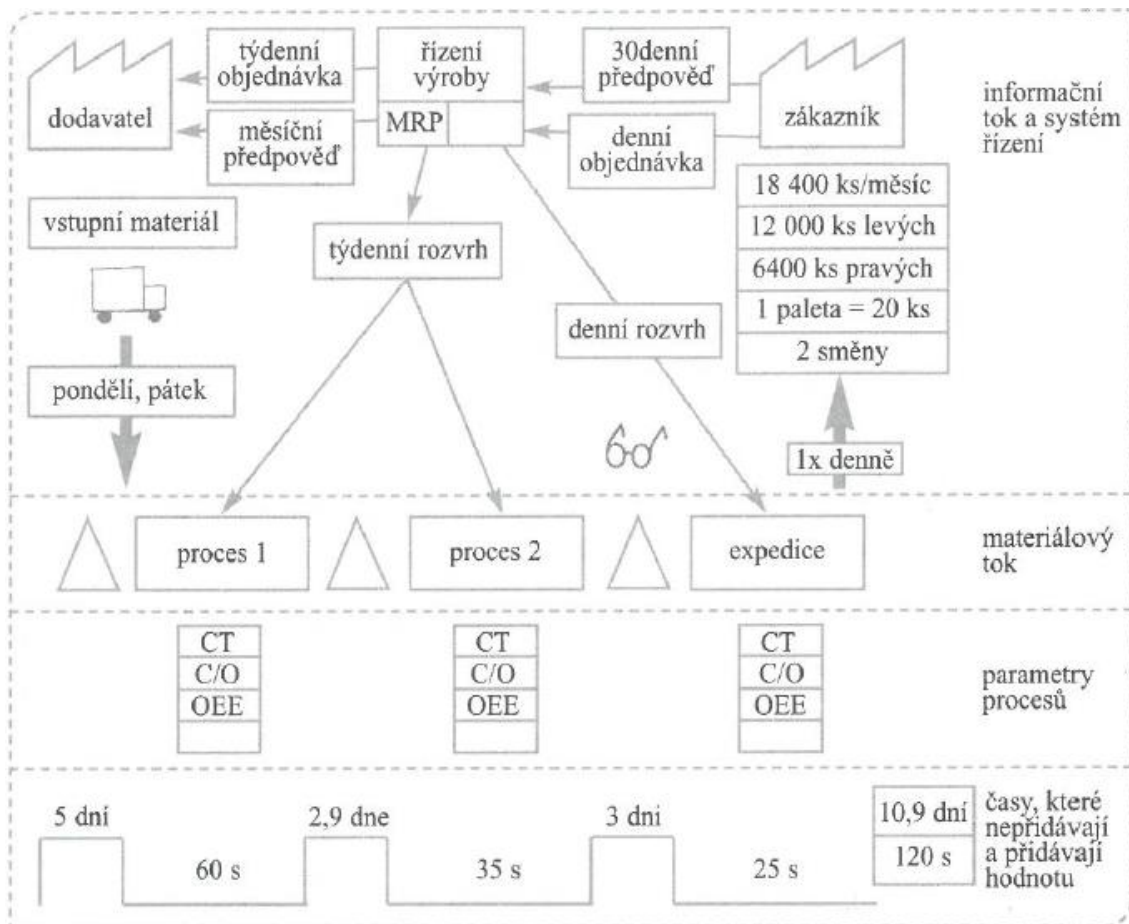 týdenní
objednávka
řízení
výroby
30denní
předpověď
dodavatel
měsíční
předpověď
MRP
denní
objednávka
zákazník
informační
tok a systém
řízení
18 400 ks/měsíc
12 000 ks levých
6400 ks pravých
1 paleta = 20 ks
2 směny
vstupní materiál
týdenní rozvrh
denní rozvrh
pondělí, pátek
1x denně
proces 1
proces 2
expedice
materiálový
tok
CT
C/O
OEE
CT
C/O
OEE
CT
C/O
OEE
parametry
procesů
5 dní
2,9 dne
3 dni
60 s
35 s
25 s
10,9 dní
120 s
časy, které
nepřidávají
a přidávají
hodnotu